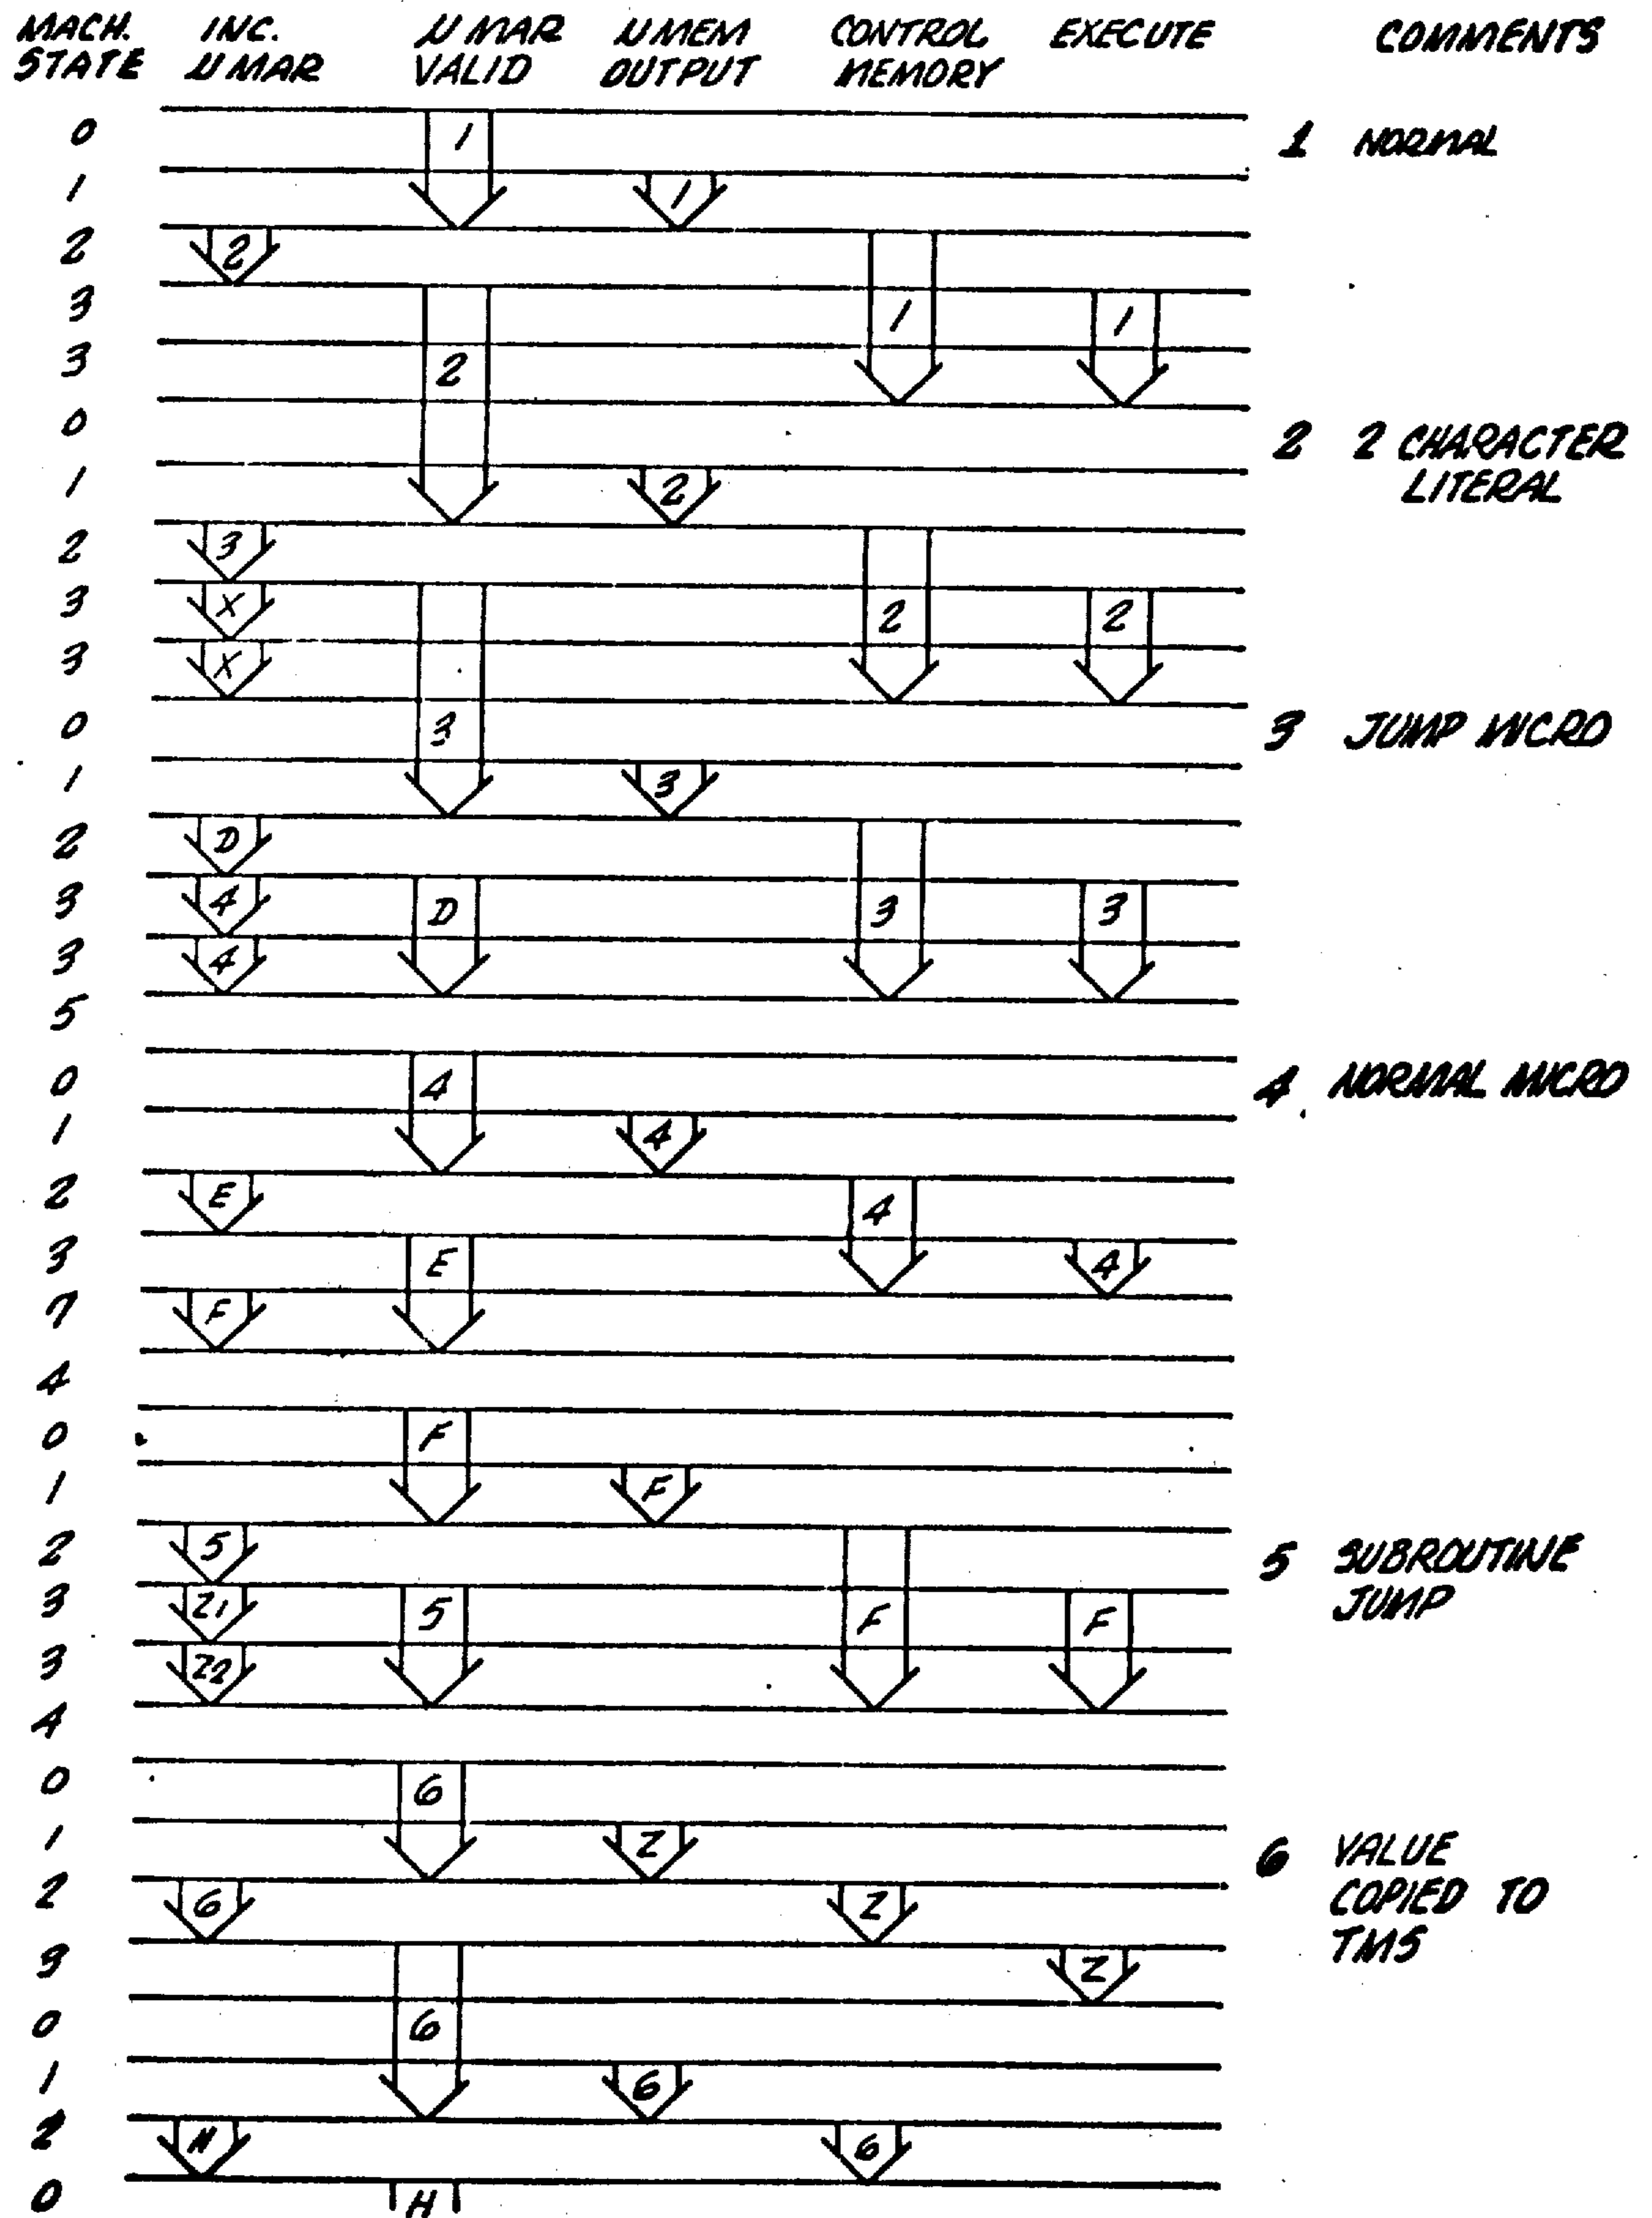 MACH. INC. μ MAR μ MEM CONTROL EXECUTE COMMENTS
STATE μ MAR VALID OUTPUT MEMORY
0 1 1 NORMAL
1 1
2 2
3 1 1
3 2
0 2 2 CHARACTER
1 2 LITERAL
2 3
3 X 2 2
3 X
0 3 3 JUMP MICRO
1 3
2 D
3 4 D 3 3
3 4
5
0 4 4 NORMAL MICRO
1 4
2 E 4
3 E 4
7 F
4
0 F
1 F
2 5 5 SUBROUTINE
3 Z1 5 F F JUMP
3 Z2
4
0 6
1 Z 6 VALUE
2 6 Z COPIED TO
3 Z TMS
0 6
1 6
2 N 6
0 H